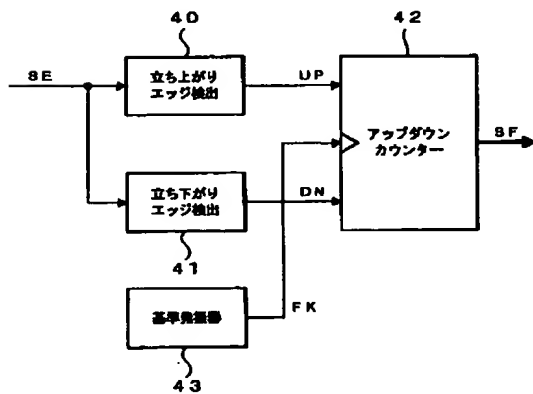 40
42
SE
立ち上がり
エッジ検出
UP
アップダウン
カウンター
SF
立ち下がり
エッジ検出
DN
41
基準発振器
FK
43